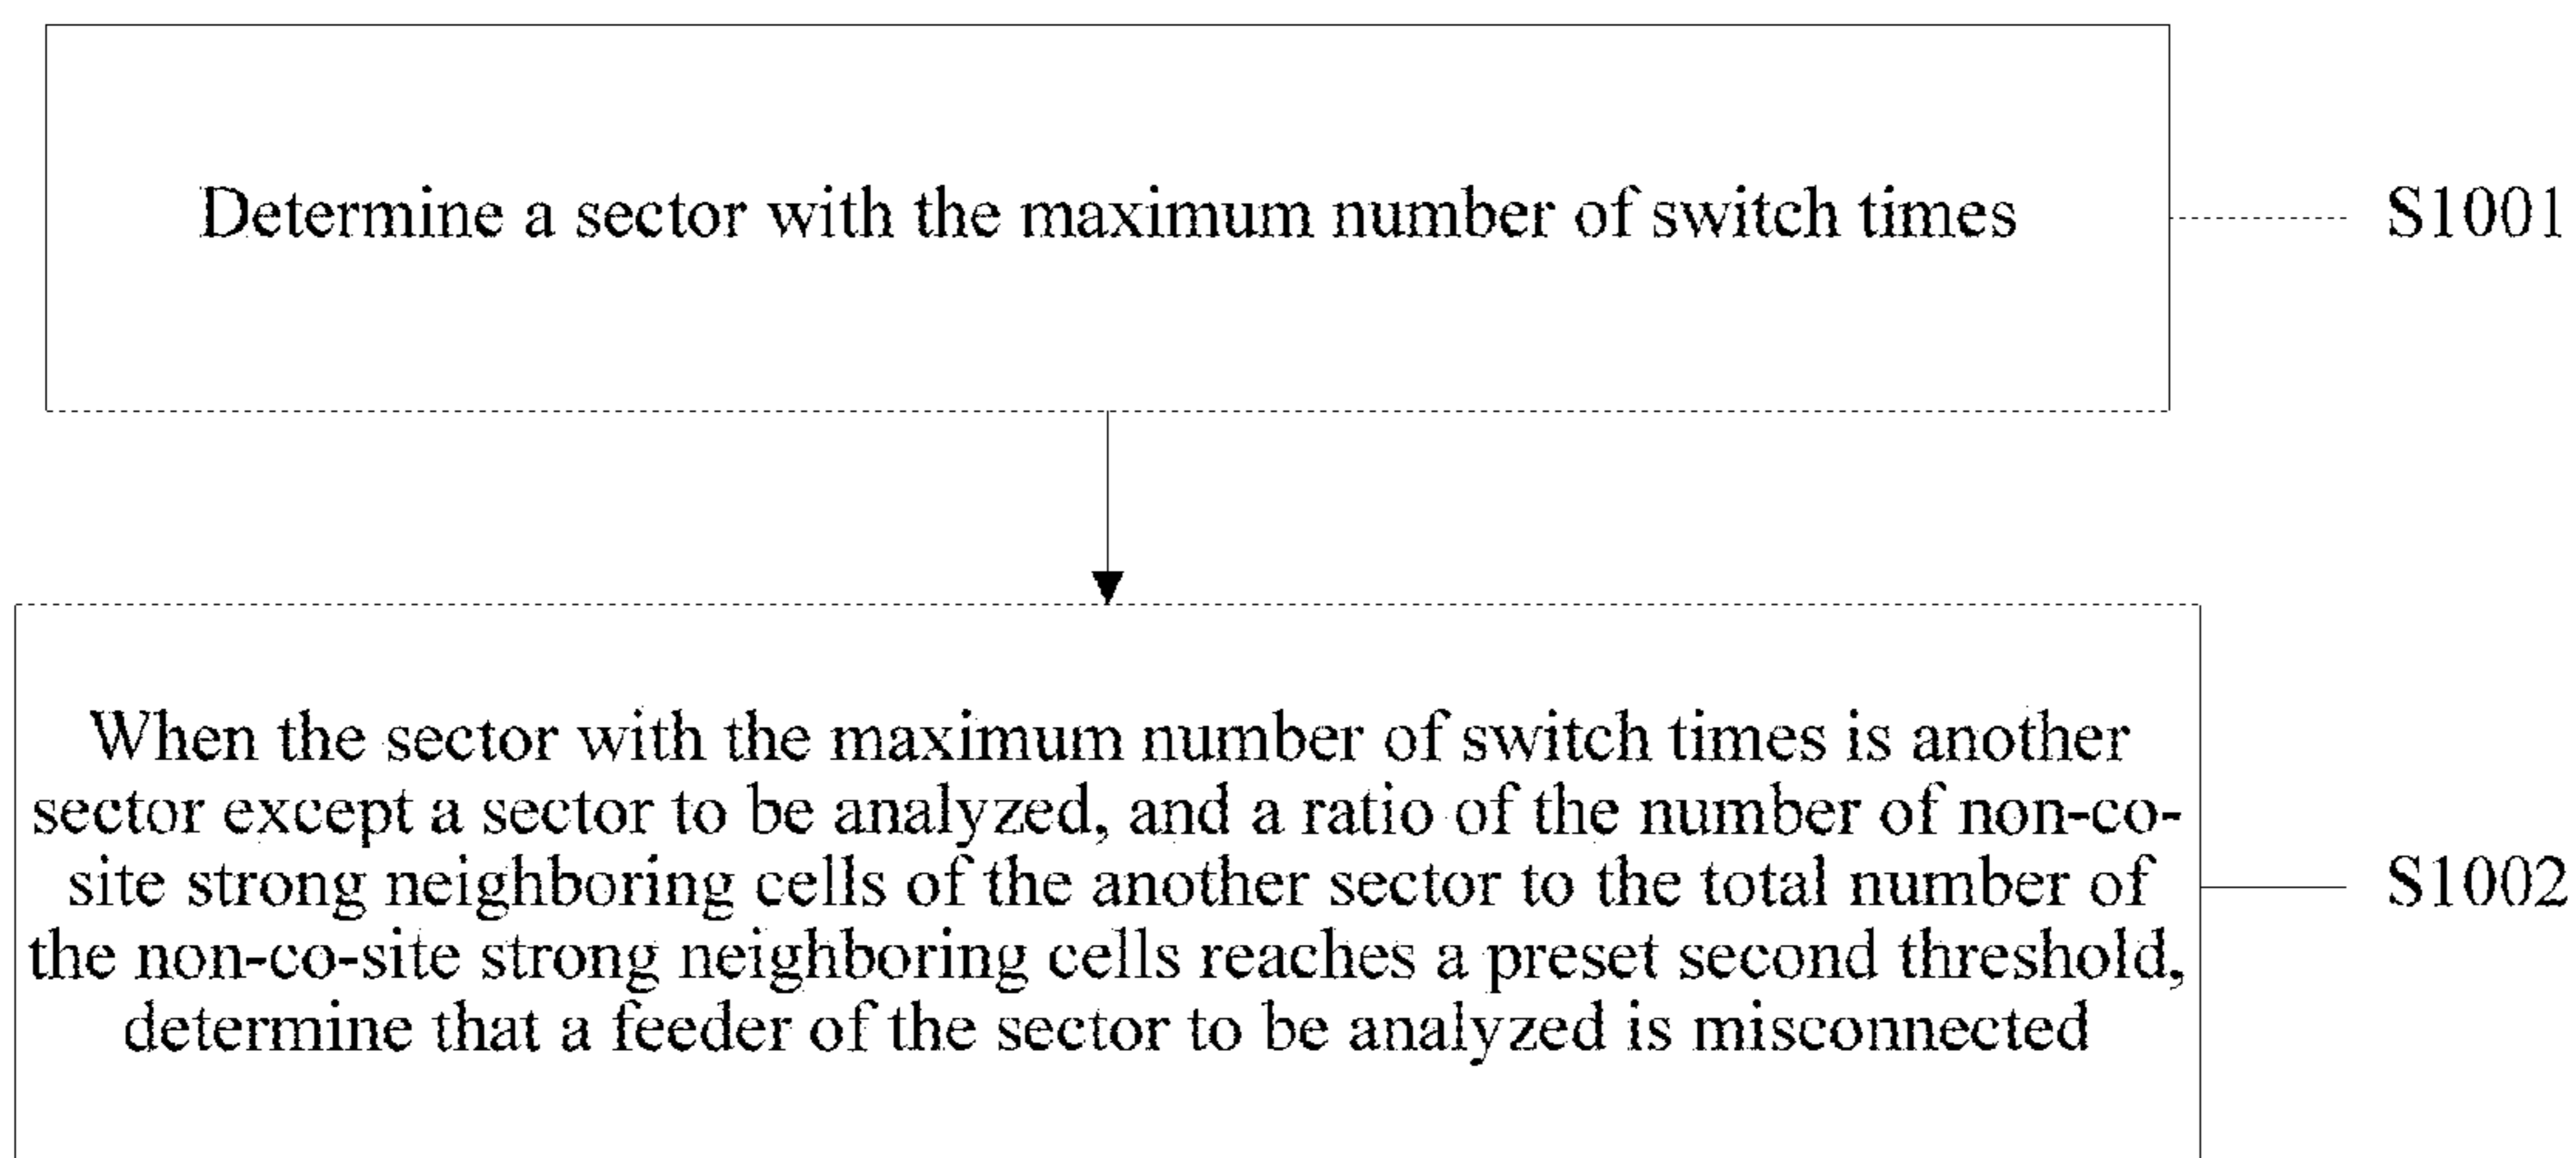 Determine a sector with the maximum number of switch times
S1001
When the sector with the maximum number of switch times is another
sector except a sector to be analyzed, and a ratio of the number of non-co-
site strong neighboring cells of the another sector to the total number of
the non-co-site strong neighboring cells reaches a preset second threshold,
determine that a feeder of the sector to be analyzed is misconnected
S1002